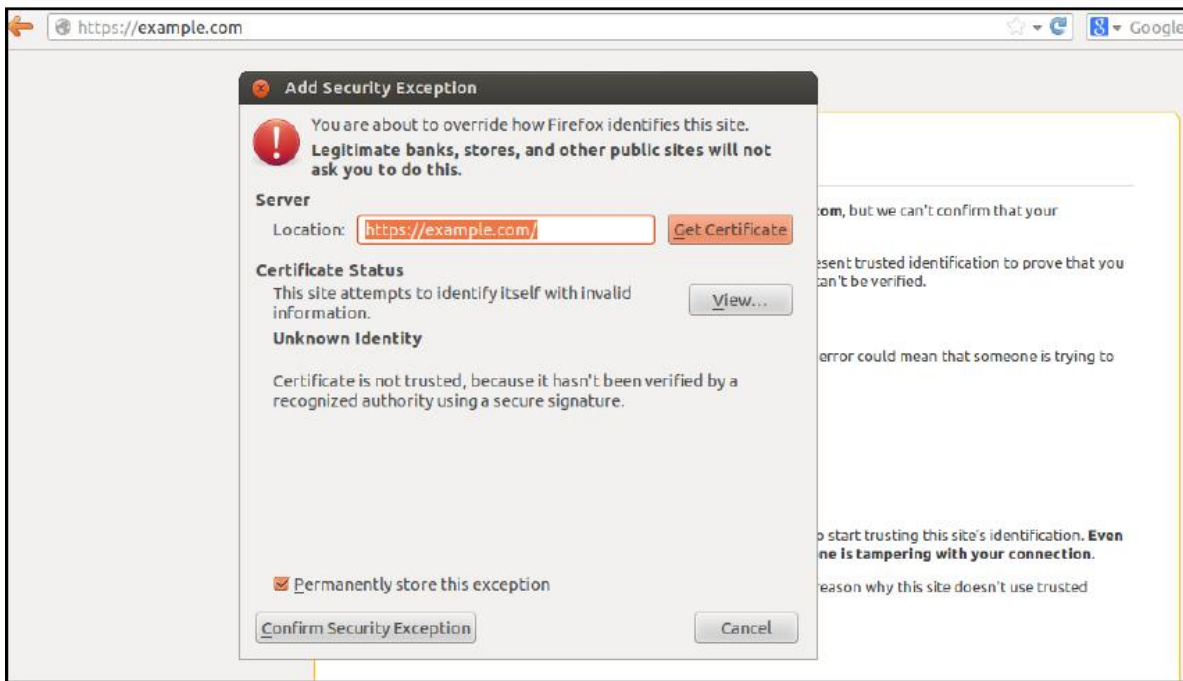 https://example.com
Google
Add Security Exception
You are about to override how Firefox identifies this site.
Legitimate banks, stores, and other public sites will not
ask you to do this.
Server
Location: https://example.com/ Get Certificate
Certificate Status
This site attempts to identify itself with invalid
information.
View...
Unknown Identity
Certificate is not trusted, because it hasn't been verified by a
recognized authority using a secure signature.
Permanently store this exception
Confirm Security Exception Cancel
com, but we can't confirm that your
esent trusted identification to prove that you
can't be verified.
error could mean that someone is trying to
o start trusting this site's identification. Even
one is tampering with your connection.
reason why this site doesn't use trusted